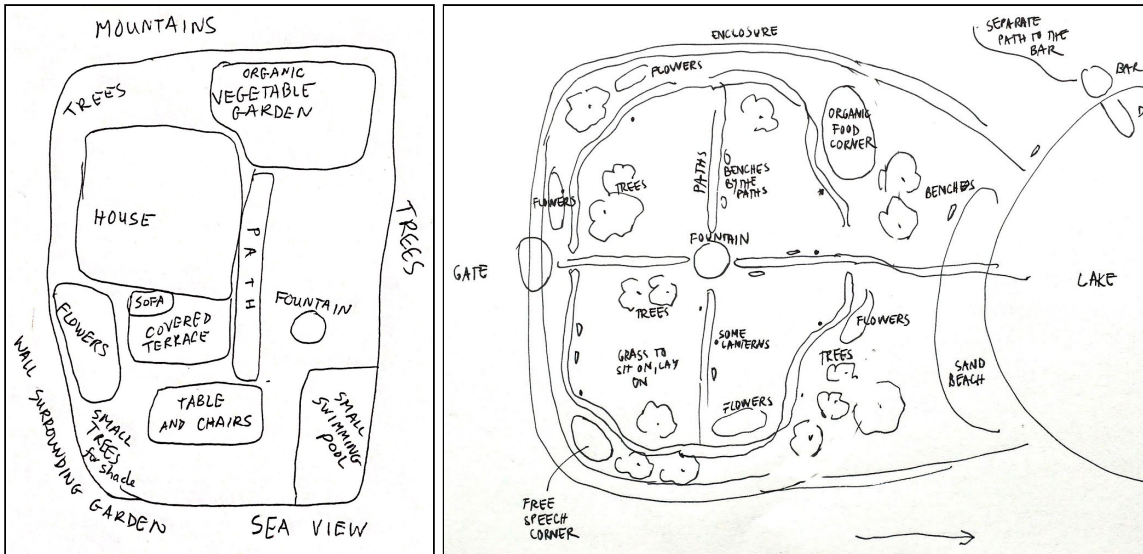 MOUNTAINS
TREES
ORGANIC
VEGETABLE
GARDEN
HOUSE
PATH
TREES
SOFA
COVERED
TERRACE
FOUNTAIN
FLOWERS
TABLE
AND CHAIRS
SMALL
SWIMMING
POOL
SMALL
TREES
for shade
WALL SURROUNDING GARDEN
SEA VIEW
ENCLOSURE
SEPARATE
PATH TO THE
BAR
BAR
D
FLOWERS
ORGANIC
FOOD
CORNER
PATHS
BENCHES
BY THE
PATHS
TREES
FLOWERS
BENCHES
FOUNTAIN
GATE
LAKE
TREES
FLOWERS
SOME
LANTERNS
GRASS TO
SIT ON, LAY
ON
TREES
SAND
BEACH
FLOWERS
FREE
SPEECH
CORNER